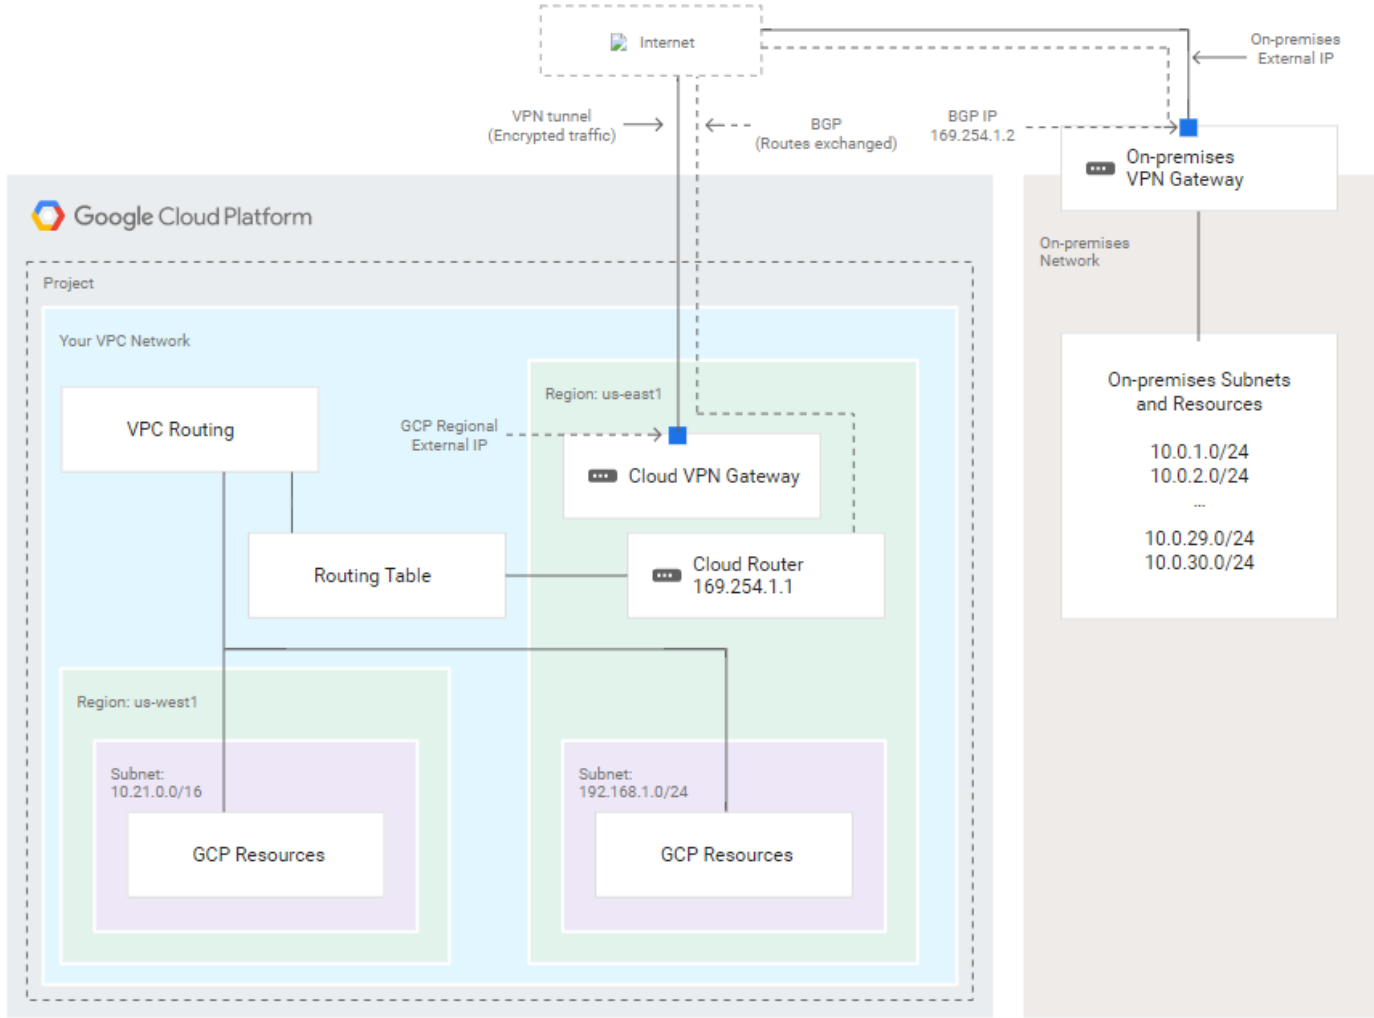 Internet
On-premises
External IP
VPN tunnel
(Encrypted traffic)
BGP
(Routes exchanged)
BGP IP
169.254.1.2
On-premises
VPN Gateway
Google Cloud Platform
On-premises
Network
Project
Your VPC Network
Region: us-east1
VPC Routing
GCP Regional
External IP
Cloud VPN Gateway
On-premises Subnets
and Resources
10.0.1.0/24
10.0.2.0/24
...
10.0.29.0/24
10.0.30.0/24
Routing Table
Cloud Router
169.254.1.1
Region: us-west1
Subnet:
10.21.0.0/16
GCP Resources
Subnet:
192.168.1.0/24
GCP Resources